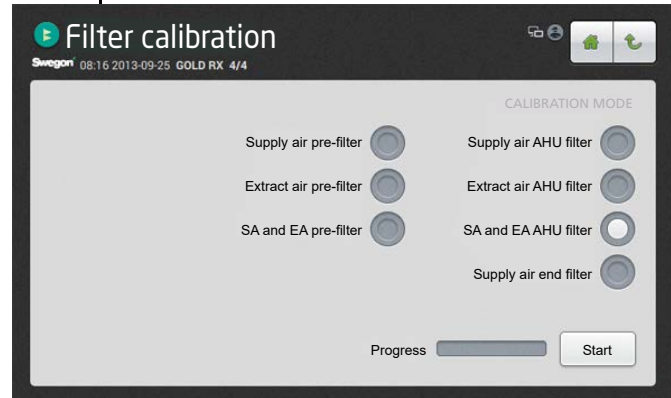 Filter calibration
Swegon 08:16 2013-09-25 GOLD RX 4/4
CALIBRATION MODE
Supply air pre-filter Supply air AHU filter
Extract air pre-filter Extract air AHU filter
SA and EA pre-filter SA and EA AHU filter
Supply air end filter
Progress Start